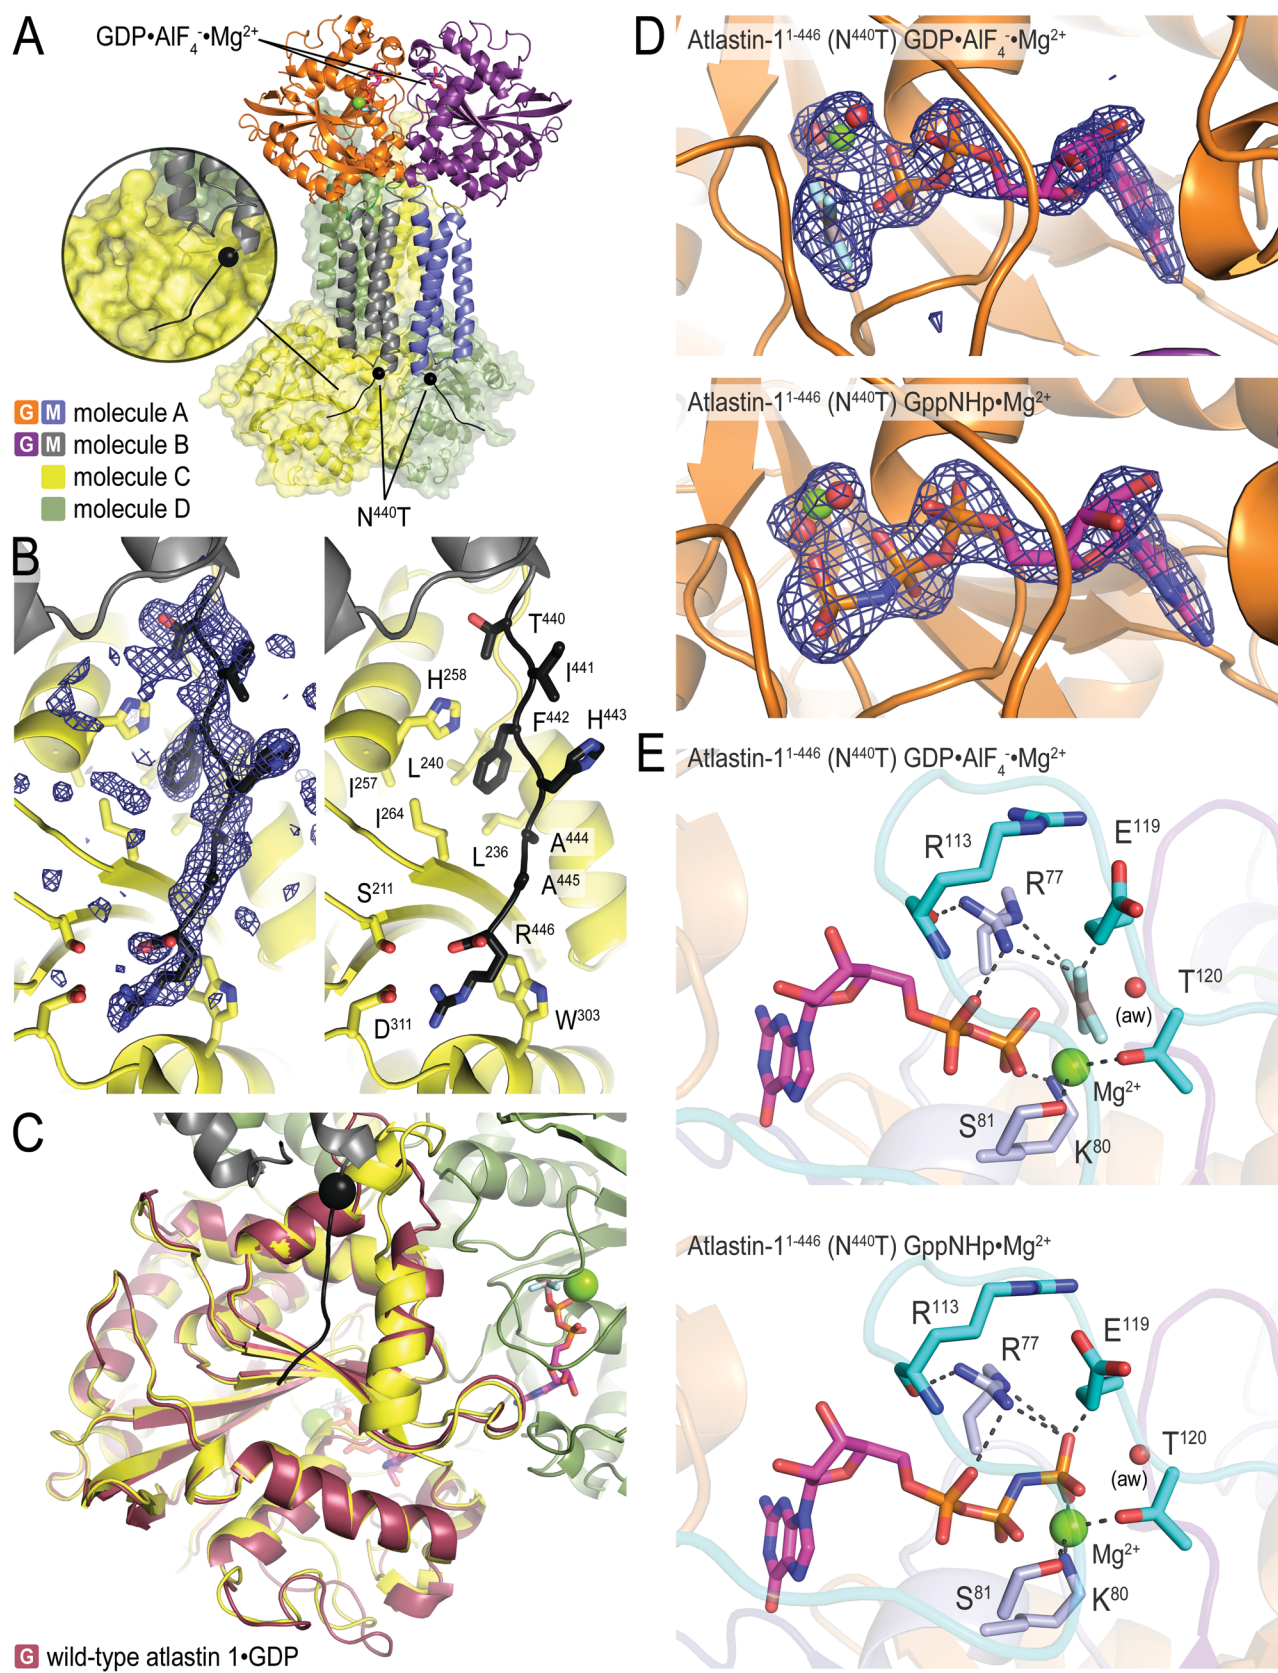 A
GDP•AlF₄⁻•Mg²⁺
G M molecule A
G M molecule B
molecule C
molecule D
N⁴⁴⁰T
B
T⁴⁴⁰
I⁴⁴¹
H²⁵⁸
F⁴⁴²
H⁴⁴³
L²⁴⁰
I²⁵⁷
I²⁶⁴
L²³⁶
A⁴⁴⁴
A⁴⁴⁵
S²¹¹
R⁴⁴⁶
D³¹¹
W³⁰³
C
G wild-type atlastin 1•GDP
D
Atlastin-1¹⁻⁴⁴⁶ (N⁴⁴⁰T) GDP•AlF₄⁻•Mg²⁺
Atlastin-1¹⁻⁴⁴⁶ (N⁴⁴⁰T) GppNHp•Mg²⁺
E
Atlastin-1¹⁻⁴⁴⁶ (N⁴⁴⁰T) GDP•AlF₄⁻•Mg²⁺
R¹¹³
E¹¹⁹
R⁷⁷
T¹²⁰
(aw)
Mg²⁺
S⁸¹
K⁸⁰
Atlastin-1¹⁻⁴⁴⁶ (N⁴⁴⁰T) GppNHp•Mg²⁺
R¹¹³
E¹¹⁹
R⁷⁷
T¹²⁰
(aw)
Mg²⁺
S⁸¹
K⁸⁰